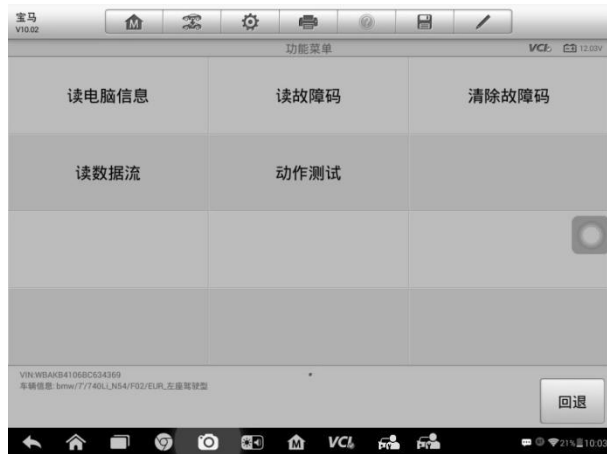 宝马
V10.02
功能菜单
VCI
12.03V
读电脑信息
读故障码
清除故障码
读数据流
动作测试
VIN:WBAKB4106BC634369
车辆信息: bmw/7'/740Li_N54/F02/EUR_左座驾驶型
回退
VCI
21%
10:03